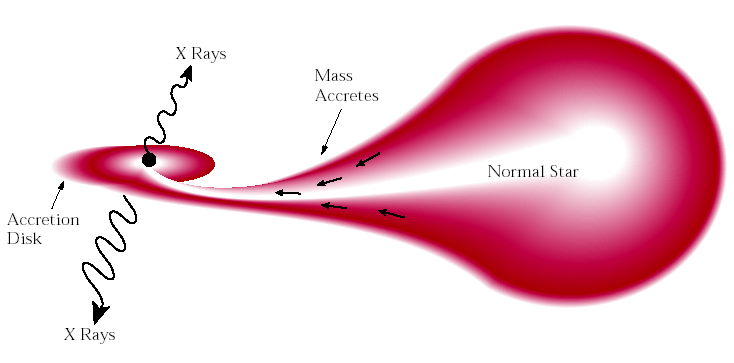 X Rays
Mass
Accretes
Normal Star
Accretion
Disk
X Rays